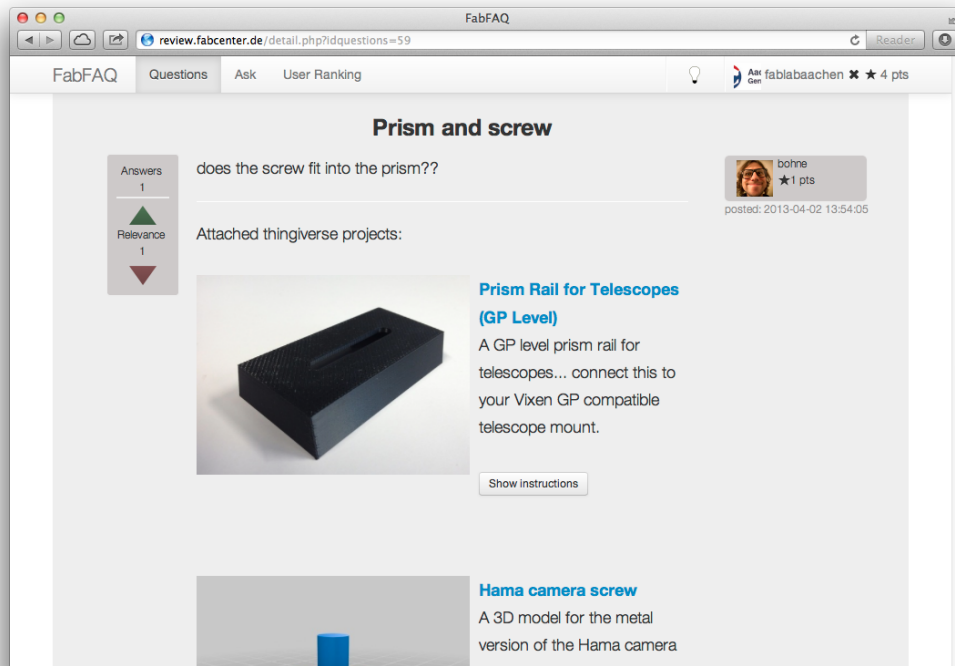 FabFAQ
review.fabcenter.de/detail.php?idquestions=59
Reader
FabFAQ
Questions
Ask
User Ranking
fablabaachen ✖ ★ 4 pts
Prism and screw
Answers
1
Relevance
1
does the screw fit into the prism??
bohne
★1 pts
posted: 2013-04-02 13:54:05
Attached thingiverse projects:
Prism Rail for Telescopes
(GP Level)
A GP level prism rail for
telescopes... connect this to
your Vixen GP compatible
telescope mount.
Show instructions
Hama camera screw
A 3D model for the metal
version of the Hama camera